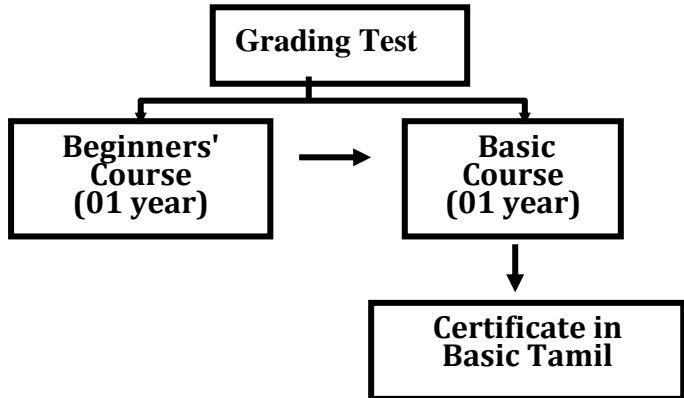 Grading Test
Beginners'
Course
(01 year)
Basic
Course
(01 year)
Certificate in
Basic Tamil